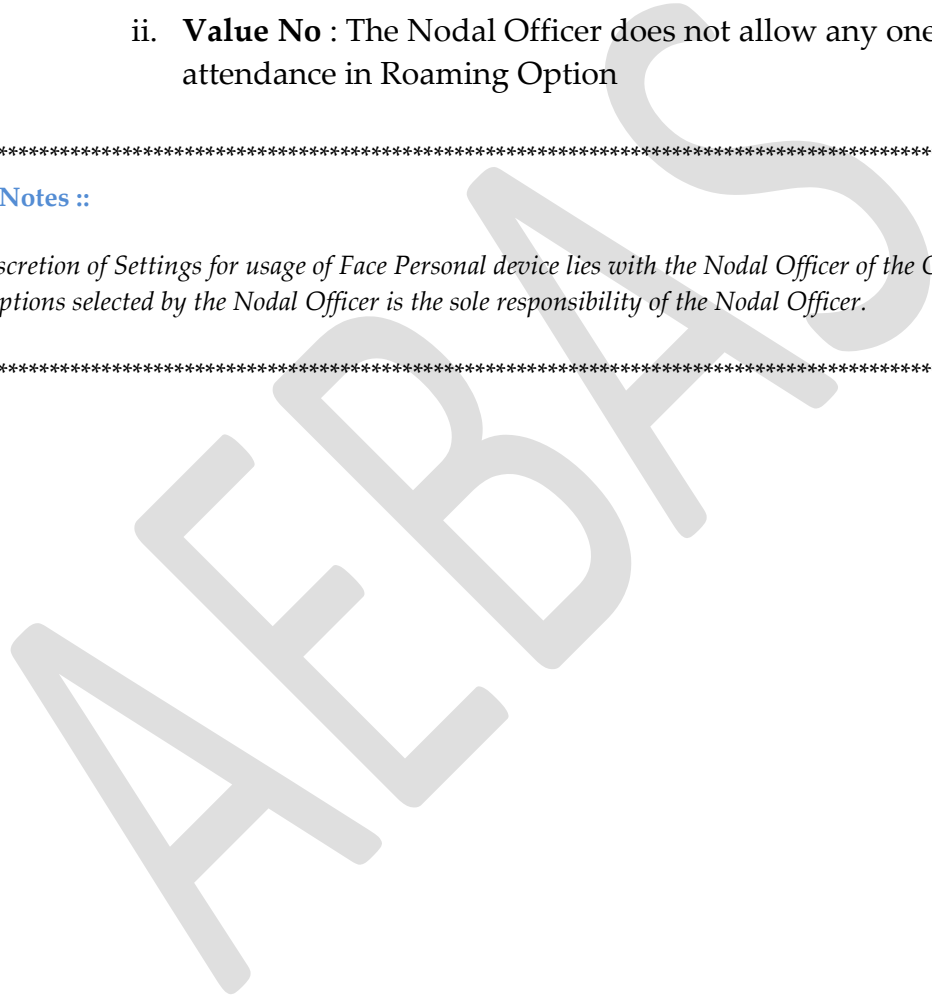 ii. Value No : The Nodal Officer does not allow any one
attendance in Roaming Option
******************************************************************************************
Notes ::
scretion of Settings for usage of Face Personal device lies with the Nodal Officer of the
ptions selected by the Nodal Officer is the sole responsibility of the Nodal Officer.
******************************************************************************************
AEBAS